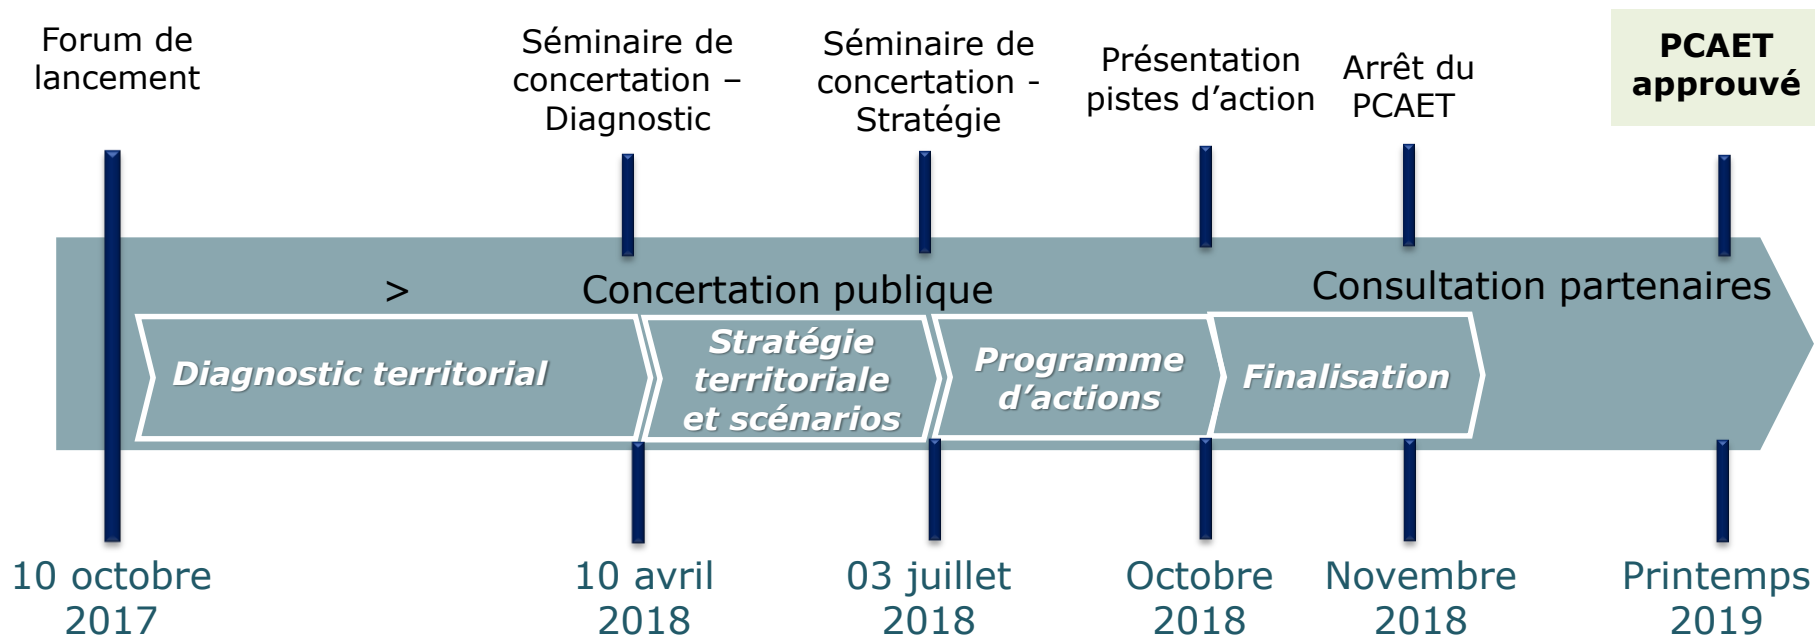 Forum de
lancement
Séminaire de
concertation –
Diagnostic
Séminaire de
concertation -
Stratégie
Présentation
pistes d’action
Arrêt du
PCAET
PCAET
approuvé
> Concertation publique
Consultation partenaires
Diagnostic territorial
Stratégie
territoriale
et scénarios
Programme
d’actions
Finalisation
10 octobre
2017
10 avril
2018
03 juillet
2018
Octobre
2018
Novembre
2018
Printemps
2019